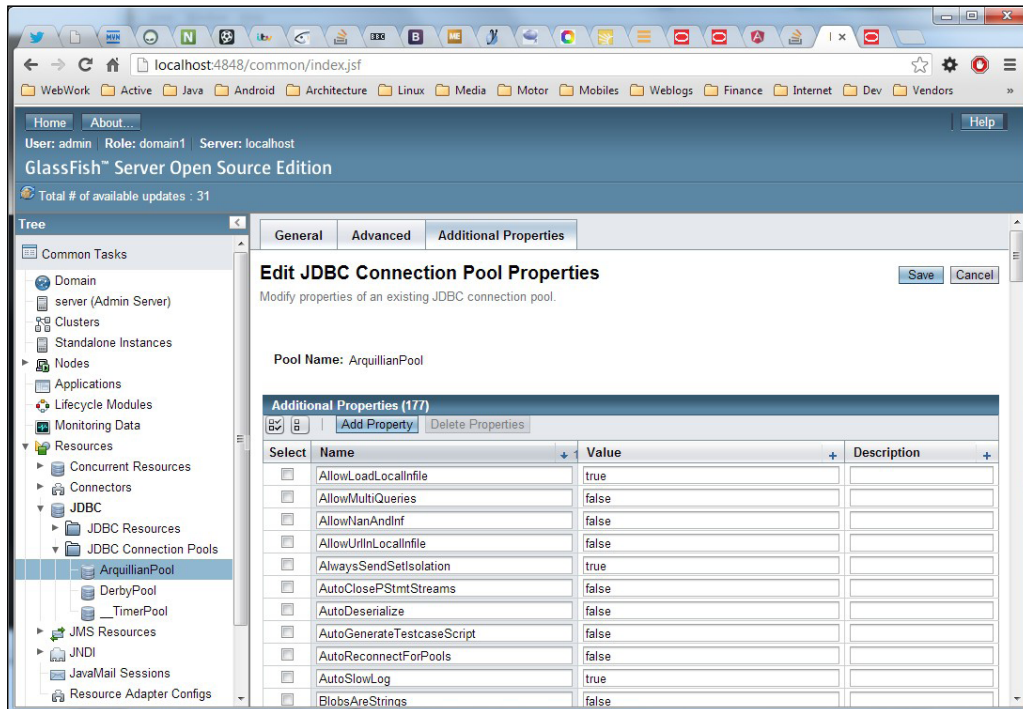 localhost:4848/common/index.jsf
WebWork Active Java Android Architecture Linux Media Motor Mobiles Weblogs Finance Internet Dev Vendors »
Home About... Help
User: admin Role: domain1 Server: localhost
GlassFish™ Server Open Source Edition
Total # of available updates : 31
Tree
Common Tasks
Domain
server (Admin Server)
Clusters
Standalone Instances
Nodes
Applications
Lifecycle Modules
Monitoring Data
Resources
Concurrent Resources
Connectors
JDBC
JDBC Resources
JDBC Connection Pools
ArquillianPool
DerbyPool
__TimerPool
JMS Resources
JNDI
JavaMail Sessions
Resource Adapter Configs
General Advanced Additional Properties
Edit JDBC Connection Pool Properties
Save Cancel
Modify properties of an existing JDBC connection pool.
Pool Name: ArquillianPool
Additional Properties (177)
Add Property Delete Properties
Select Name Value Description
AllowLoadLocalInfile true
AllowMultiQueries false
AllowNanAndInf false
AllowUrlInLocalInfile false
AlwaysSendSetIsolation true
AutoClosePStmtStreams false
AutoDeserialize false
AutoGenerateTestcaseScript false
AutoReconnectForPools false
AutoSlowLog true
BlobsAreStrings false